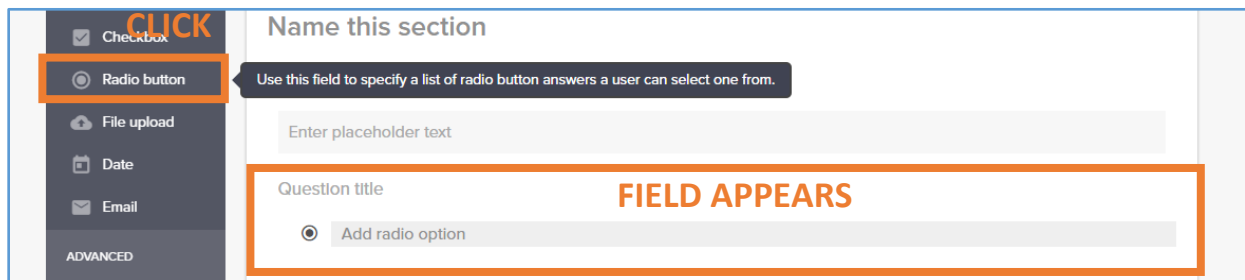 CLICK
Checkbox
Name this section
Radio button
Use this field to specify a list of radio button answers a user can select one from.
File upload
Enter placeholder text
Date
Question title
FIELD APPEARS
Email
Add radio option
ADVANCED